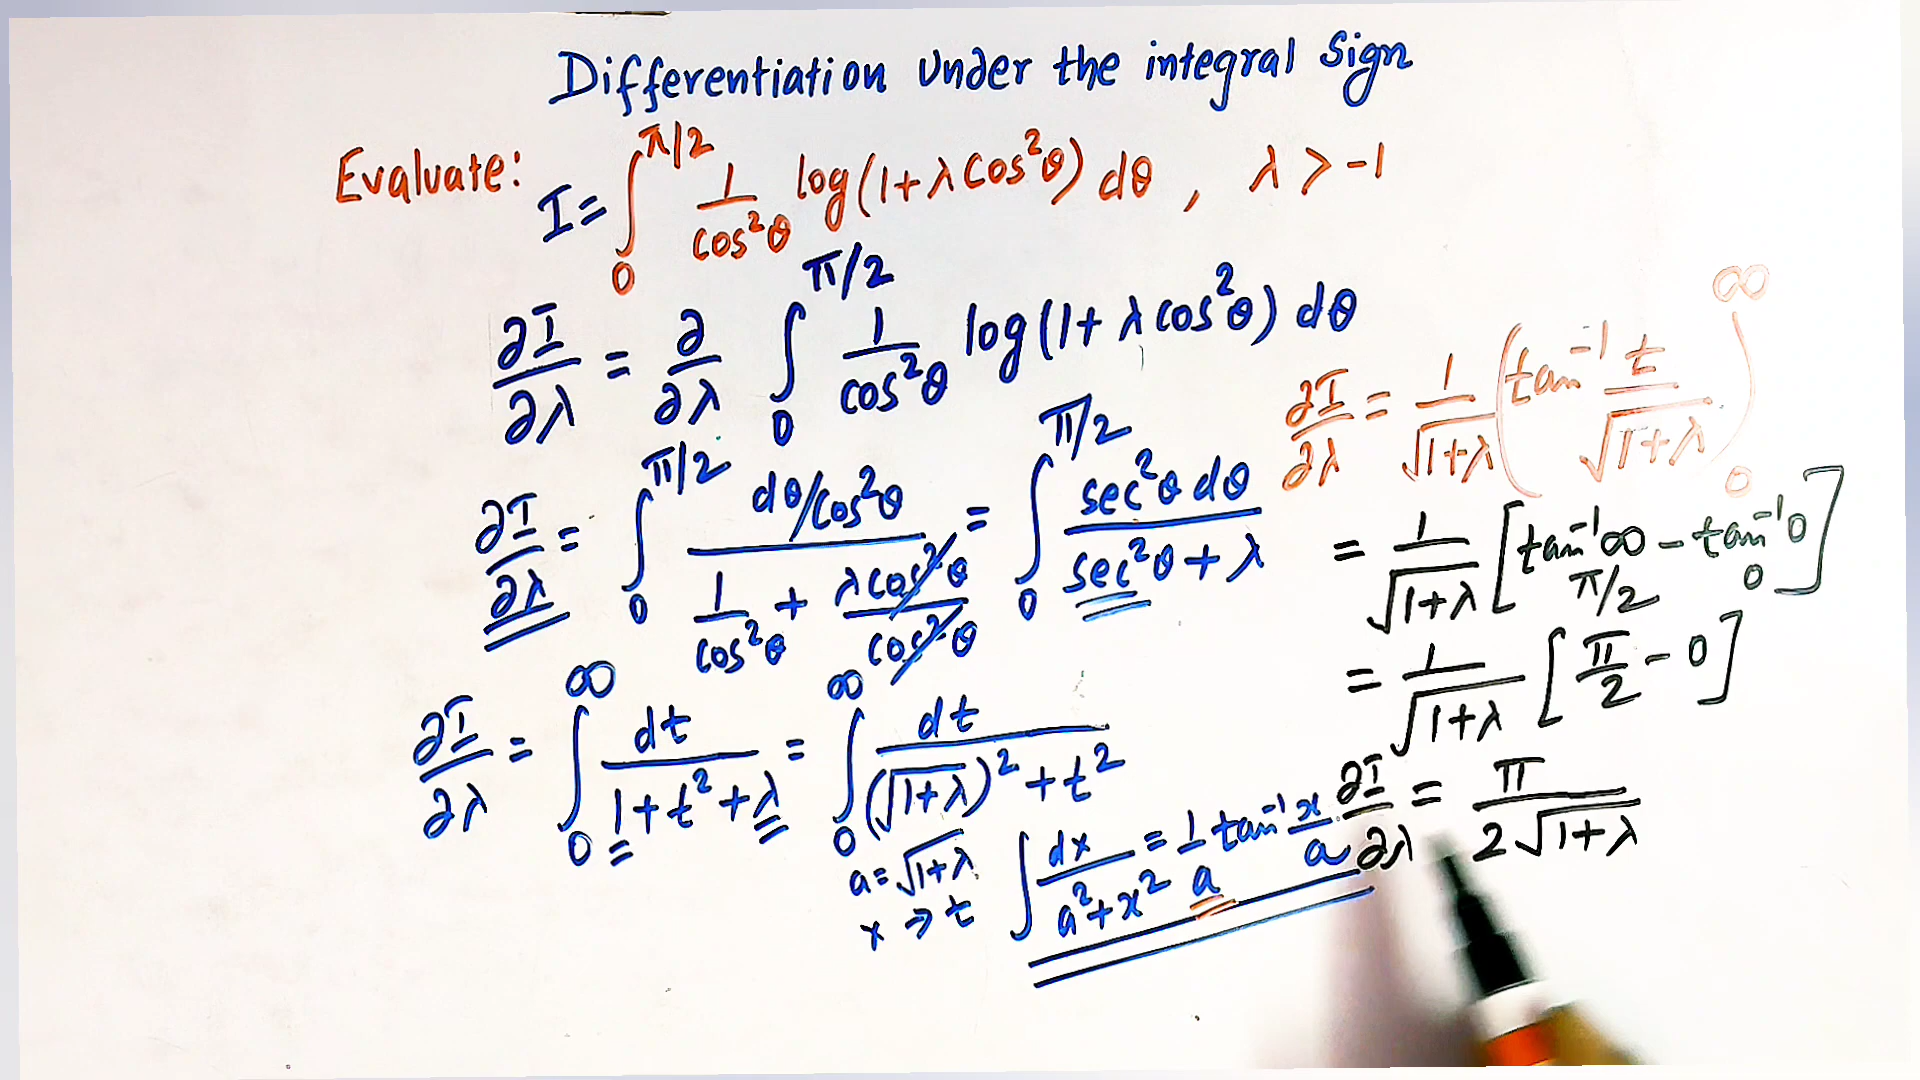 Differentiation under the integral Sign
Evaluate: I = ∫₀^{π/2} 1/cos²θ log(1+λcos²θ) dθ , λ > -1
∂I/∂λ = ∂/∂λ ∫₀^{π/2} 1/cos²θ log(1+λcos²θ) dθ
∂I/∂λ = ∫₀^{π/2} (dθ/cos²θ)/(1/cos²θ + λcos²θ/cos²θ) = ∫₀^{π/2} sec²θ dθ/(sec²θ+λ)
∂I/∂λ = ∫₀^∞ dt/(1+t²+λ) = ∫₀^∞ dt/((√(1+λ))²+t²)
a = √(1+λ)
x → t
∫ dx/(a²+x²) = 1/a tan⁻¹ x/a
∂I/∂λ = 1/√(1+λ) (tan⁻¹ t/√(1+λ))₀^∞
= 1/√(1+λ) [tan⁻¹∞ - tan⁻¹0]
π/2 0
= 1/√(1+λ) [π/2 - 0]
∂I/∂λ = π/(2√(1+λ))